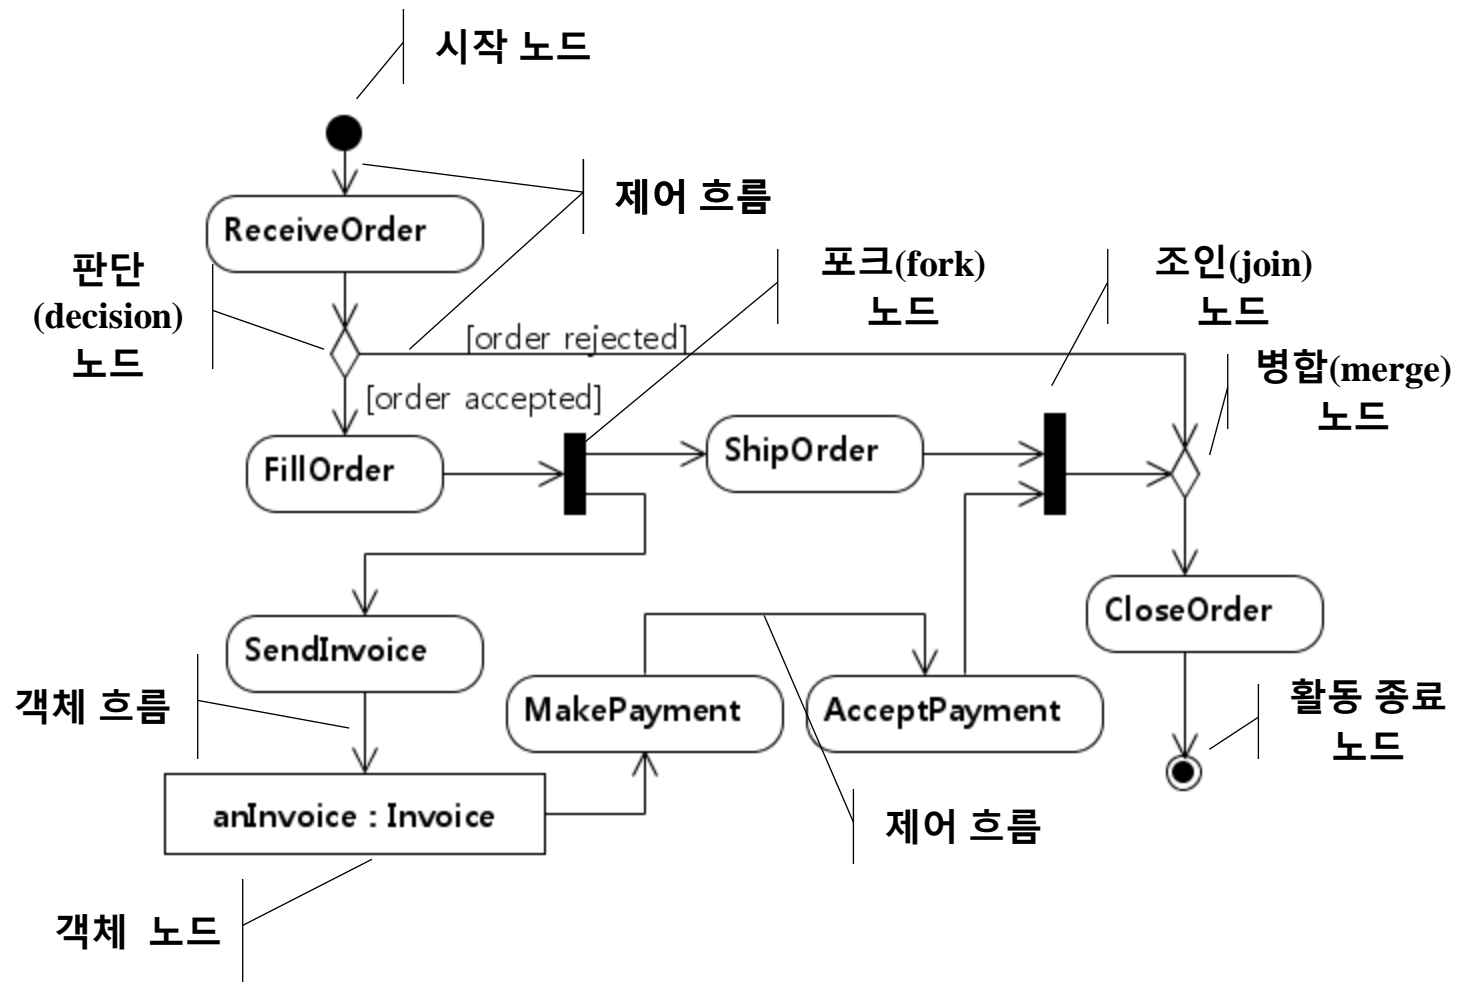 시작 노드
제어 흐름
ReceiveOrder
판단
(decision)
노드
포크(fork)
노드
조인(join)
노드
[order rejected]
병합(merge)
노드
[order accepted]
FillOrder
ShipOrder
CloseOrder
SendInvoice
객체 흐름
MakePayment
AcceptPayment
활동 종료
노드
anInvoice : Invoice
제어 흐름
객체 노드